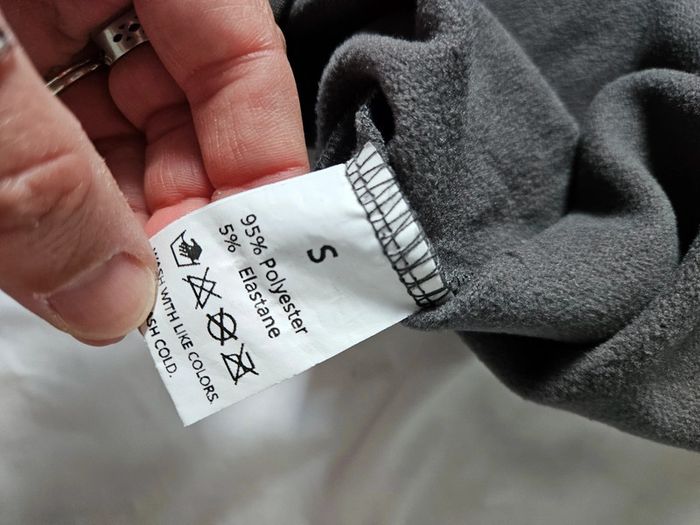 S
95% Polyester
5% Elastane
WITH LIKE COLORS.
COLD.